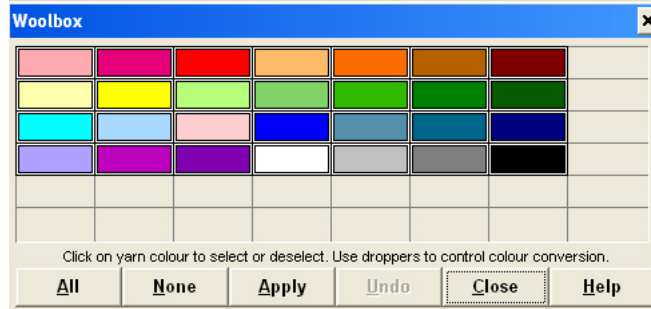 Woolbox
Click on yarn colour to select or deselect. Use droppers to control colour conversion.
All None Apply Undo Close Help